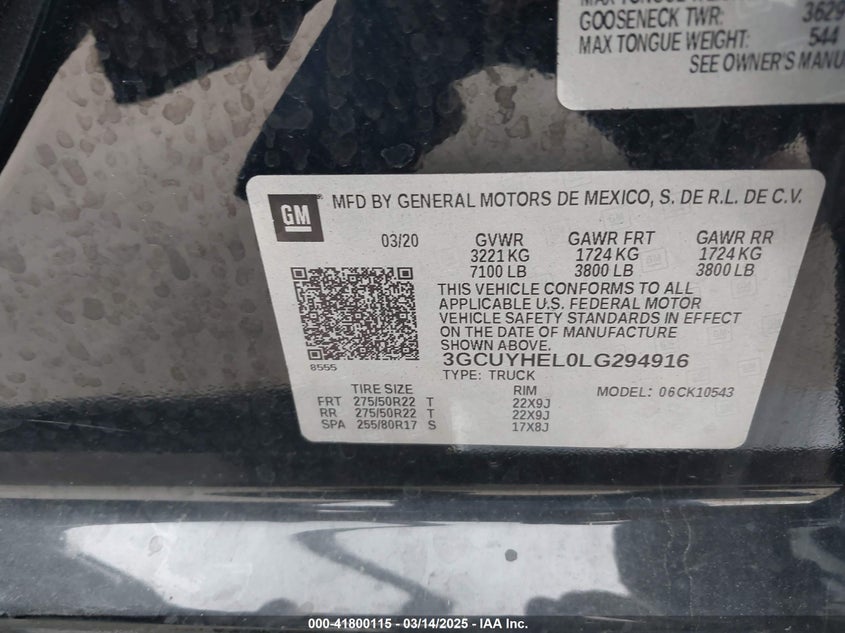 GOOSENECK TWR: 3629
MAX TONGUE WEIGHT: 544
SEE OWNER'S MANU
GM
MFD BY GENERAL MOTORS DE MEXICO, S. DE R.L. DE C.V.
03/20 GVWR GAWR FRT GAWR RR
3221 KG 1724 KG 1724 KG
7100 LB 3800 LB 3800 LB
THIS VEHICLE CONFORMS TO ALL
APPLICABLE U.S. FEDERAL MOTOR
VEHICLE SAFETY STANDARDS IN EFFECT
ON THE DATE OF MANUFACTURE
SHOWN ABOVE.
3GCUYHEL0LG294916
8555
TYPE: TRUCK
TIRE SIZE RIM MODEL: 06CK10543
FRT 275/50R22 T 22X9J
RR 275/50R22 T 22X9J
SPA 255/80R17 S 17X8J
000-41800115 - 03/14/2025 - IAA Inc.